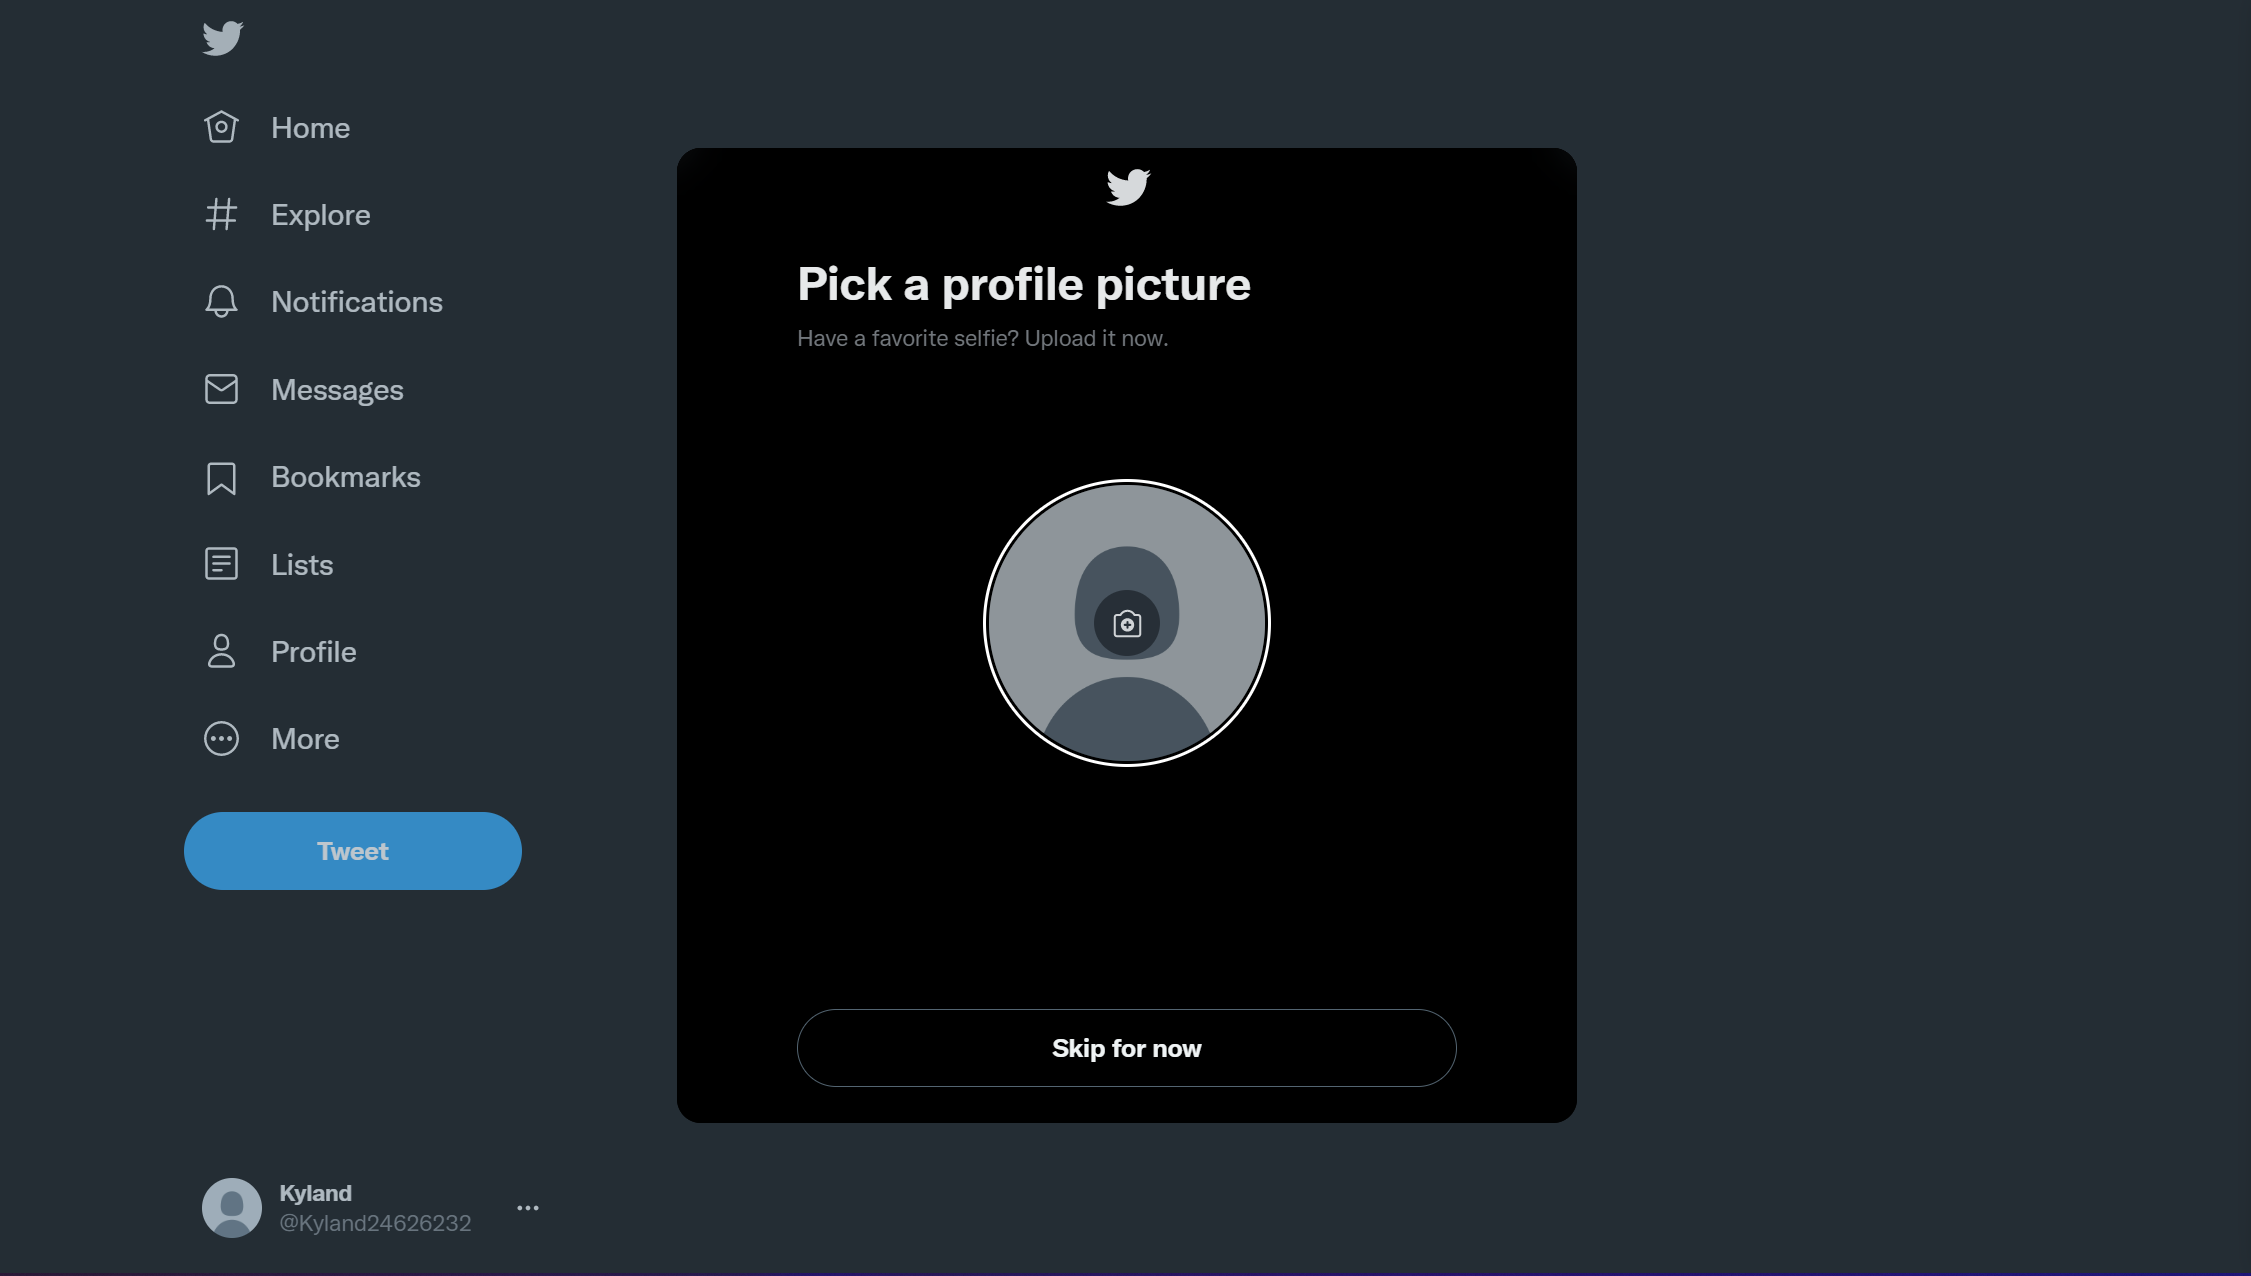 Home
Explore
Notifications
Messages
Bookmarks
Lists
Profile
More
Tweet
Kyland
@Kyland24626232
Pick a profile picture
Have a favorite selfie? Upload it now.
Skip for now